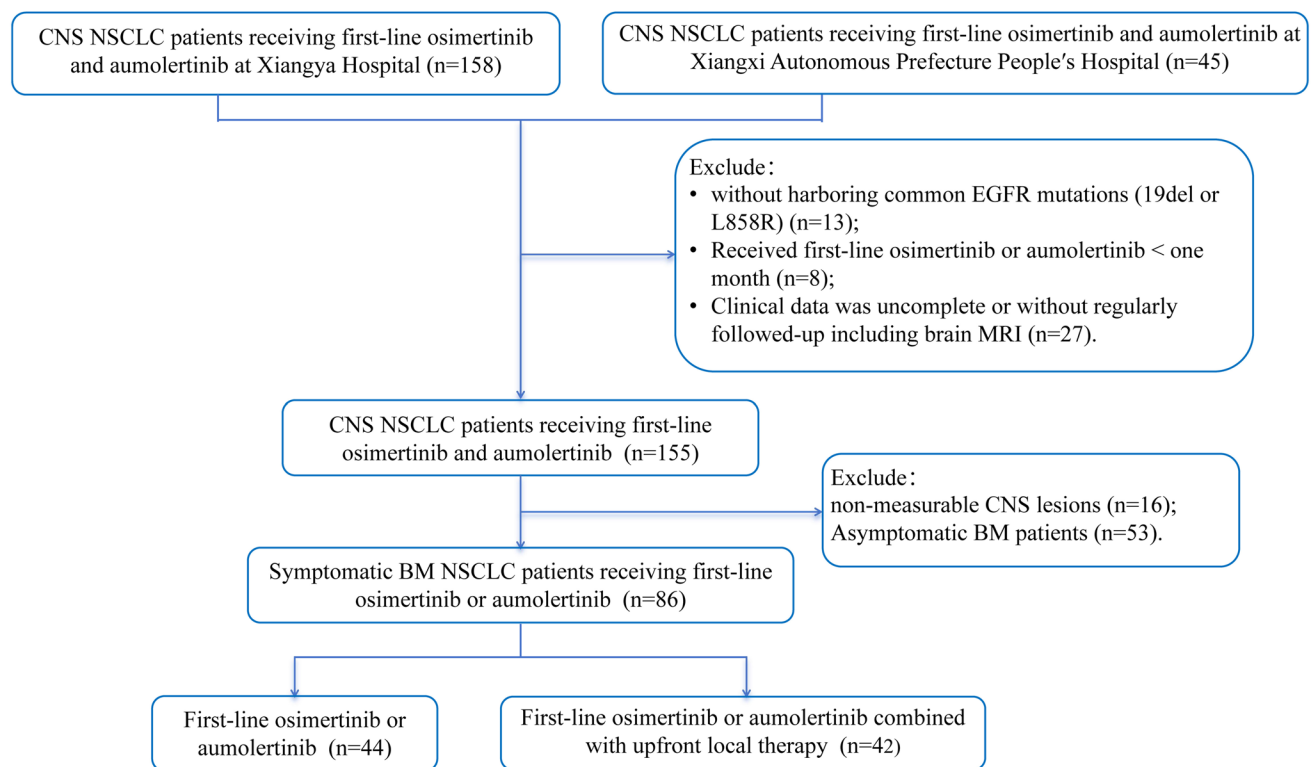 CNS NSCLC patients receiving first-line osimertinib
and aumolertinib at Xiangya Hospital (n=158)
CNS NSCLC patients receiving first-line osimertinib and aumolertinib at
Xiangxi Autonomous Prefecture People′s Hospital (n=45)
Exclude：
• without harboring common EGFR mutations (19del or
L858R) (n=13);
• Received first-line osimertinib or aumolertinib < one
month (n=8);
• Clinical data was uncomplete or without regularly
followed-up including brain MRI (n=27).
CNS NSCLC patients receiving first-line
osimertinib and aumolertinib (n=155)
Exclude：
non-measurable CNS lesions (n=16);
Asymptomatic BM patients (n=53).
Symptomatic BM NSCLC patients receiving first-line
osimertinib or aumolertinib (n=86)
First-line osimertinib or
aumolertinib (n=44)
First-line osimertinib or aumolertinib combined
with upfront local therapy (n=42)